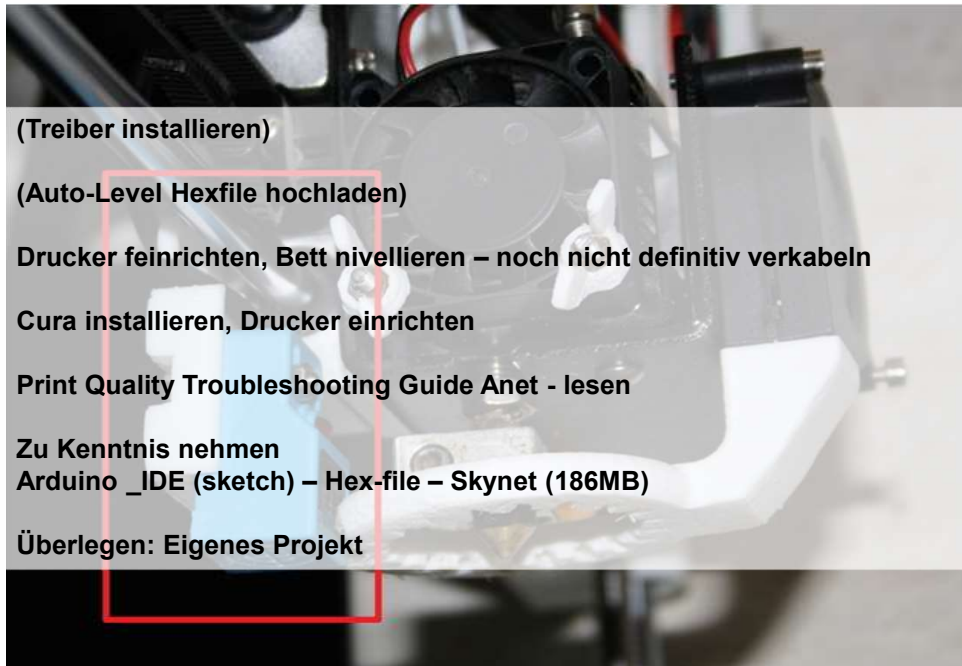 (Treiber installieren)
(Auto-Level Hexfile hochladen)
Drucker feinrichten, Bett nivellieren – noch nicht definitiv verkabeln
Cura installieren, Drucker einrichten
Print Quality Troubleshooting Guide Anet - lesen
Zu Kenntnis nehmen
Arduino _IDE (sketch) – Hex-file – Skynet (186MB)
Überlegen: Eigenes Projekt